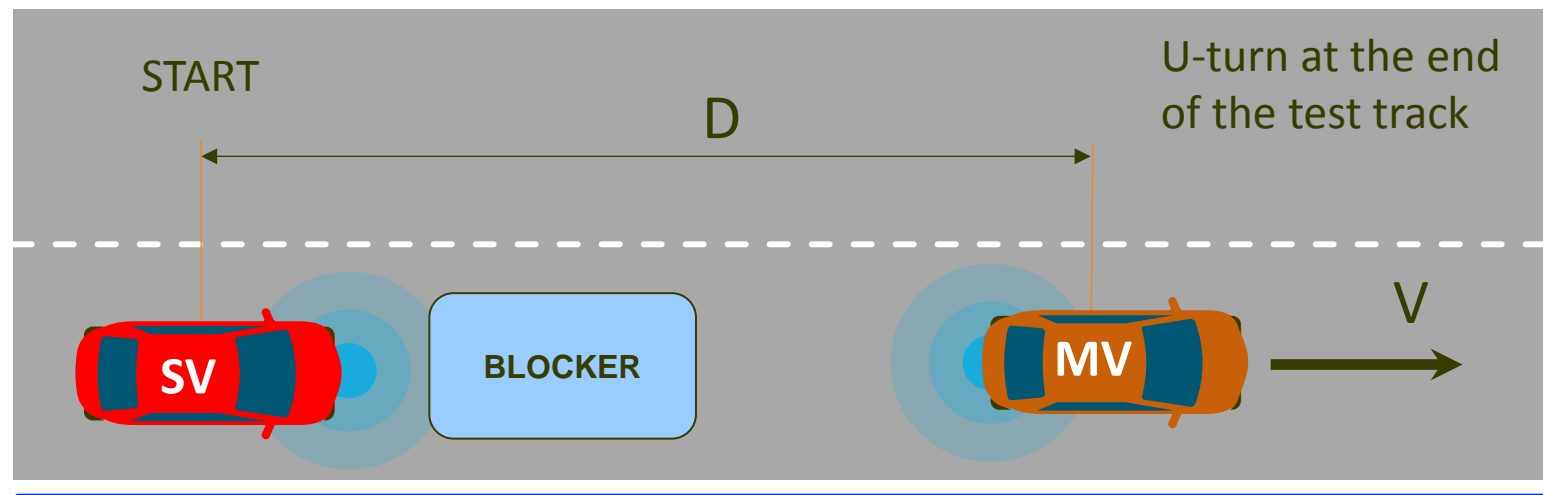 START
D
U-turn at the end
of the test track
V
SV
BLOCKER
MV